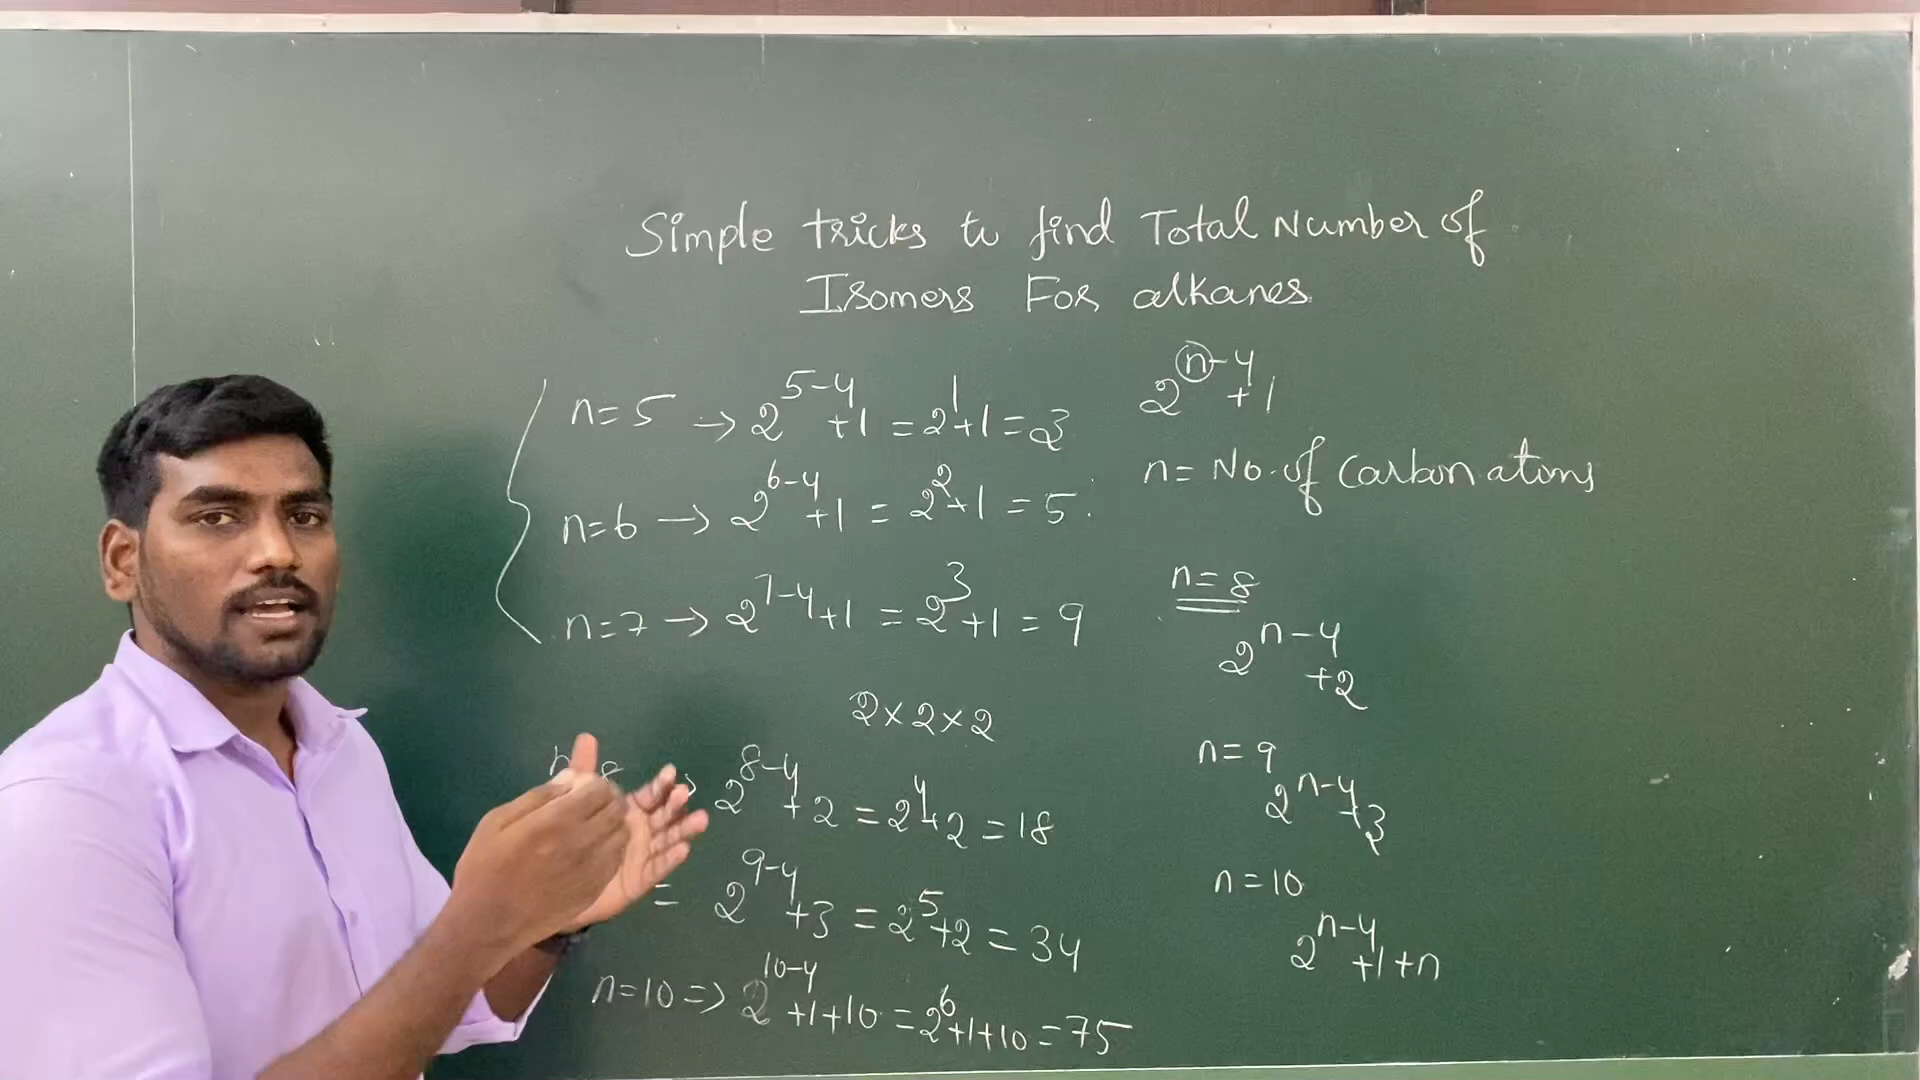 Simple tricks to find Total Number of
Isomers For alkanes.
n=5 → 2^(5-4)+1 = 2^1+1 = 3
n=6 → 2^(6-4)+1 = 2^2+1 = 5
n=7 → 2^(7-4)+1 = 2^3+1 = 9
2×2×2
8 2^(8-4)+2 = 2^4+2 = 18
= 2^(9-4)+3 = 2^5+2 = 34
n=10 ⇒ 2^(10-4)+1+10 = 2^6+1+10 = 75
2^(n-4)+1
n = No. of Carbon atoms
n=8
2^(n-4)+2
n=9
2^(n-4)+3
n=10
2^(n-4)+1+n